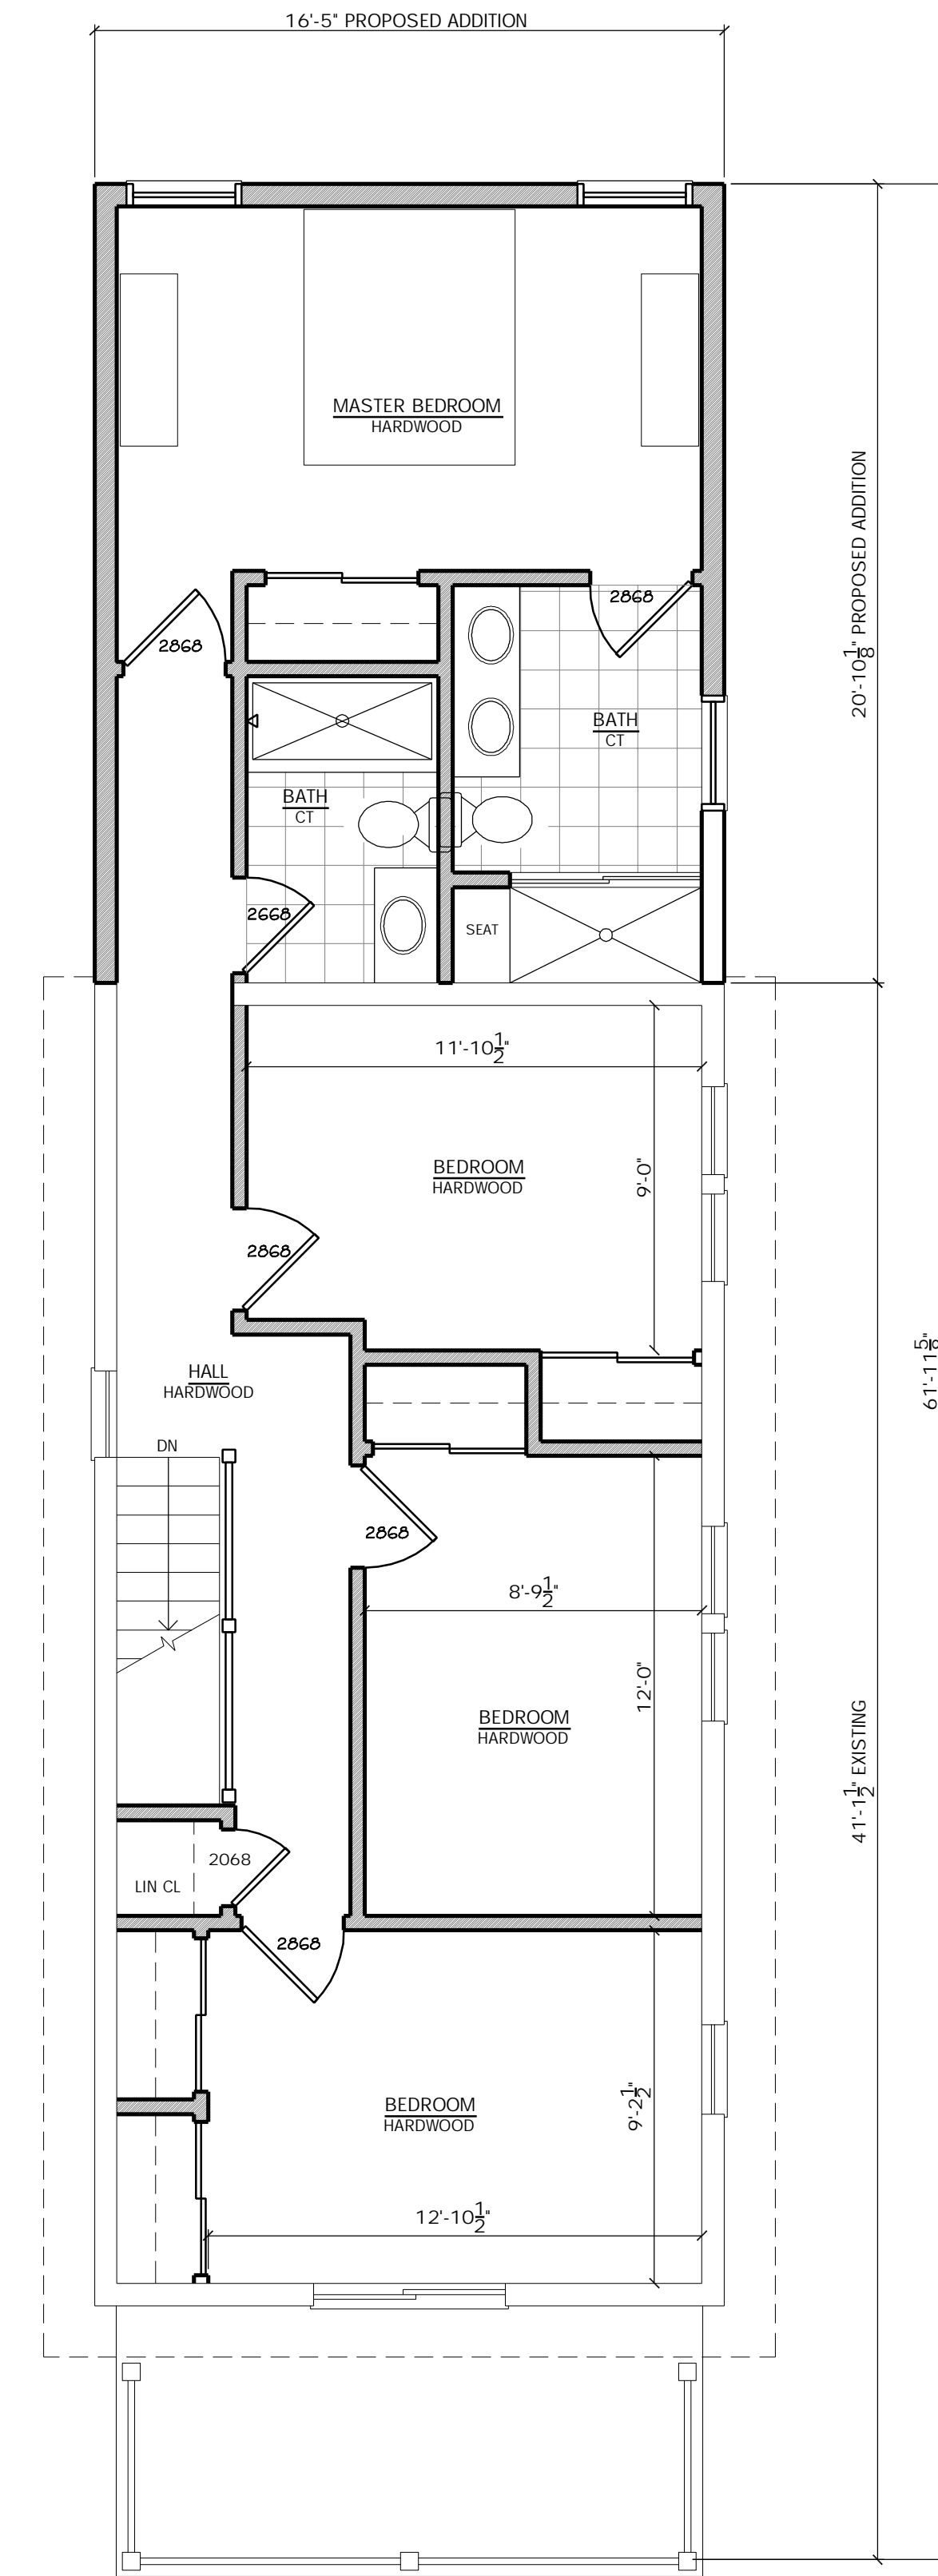 16'-5" PROPOSED ADDITION
MASTER BEDROOM
HARDWOOD
20'-10 1/8" PROPOSED ADDITION
2868
2868
BATH
CT
BATH
CT
2668
SEAT
11'-10 1/2"
BEDROOM
HARDWOOD
9'-0"
2868
61'-11 5/8"
HALL
HARDWOOD
DN
2868
8'-9 1/2"
12'-0"
BEDROOM
HARDWOOD
41'-1 1/2" EXISTING
2068
LIN CL
2868
BEDROOM
HARDWOOD
9'-2 1/2"
12'-10 1/2"